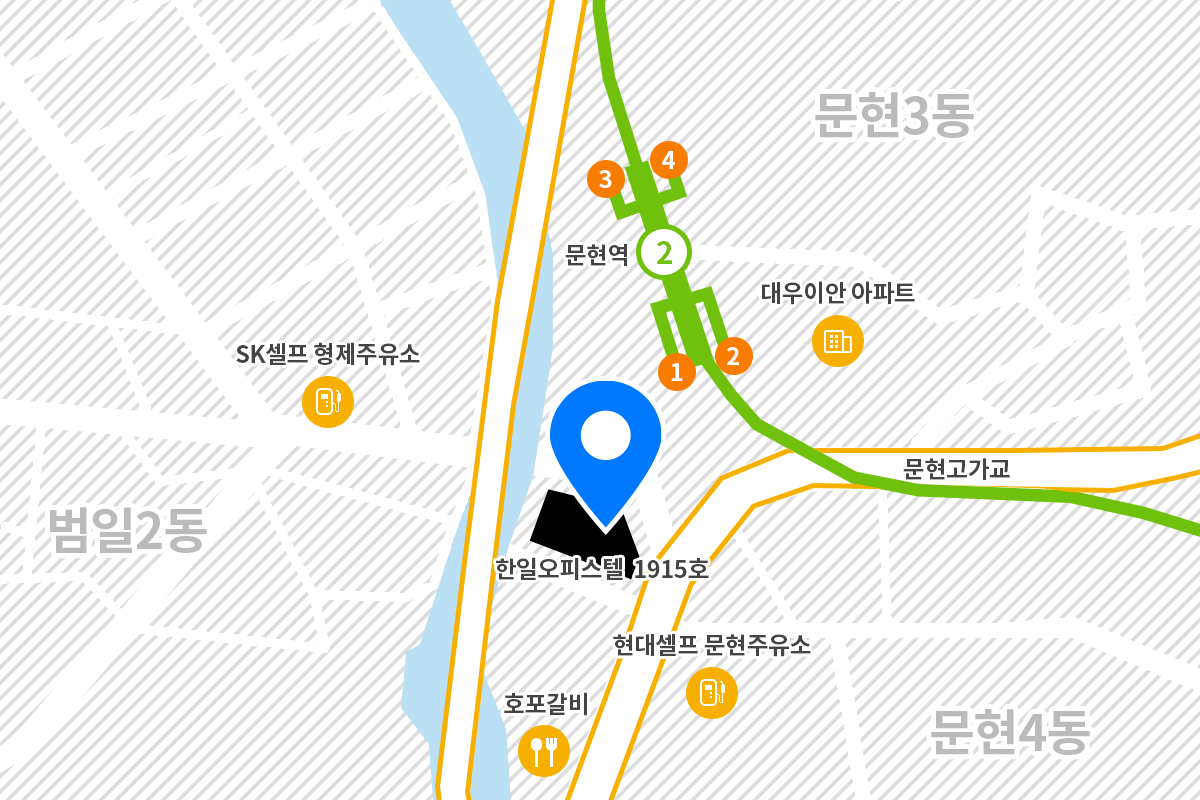 문현3동
4
3
문현역
2
대우이안 아파트
SK셀프 형제주유소
2
1
문현고가교
범일2동
한일오피스텔 1915호
현대셀프 문현주유소
호포갈비
문현4동